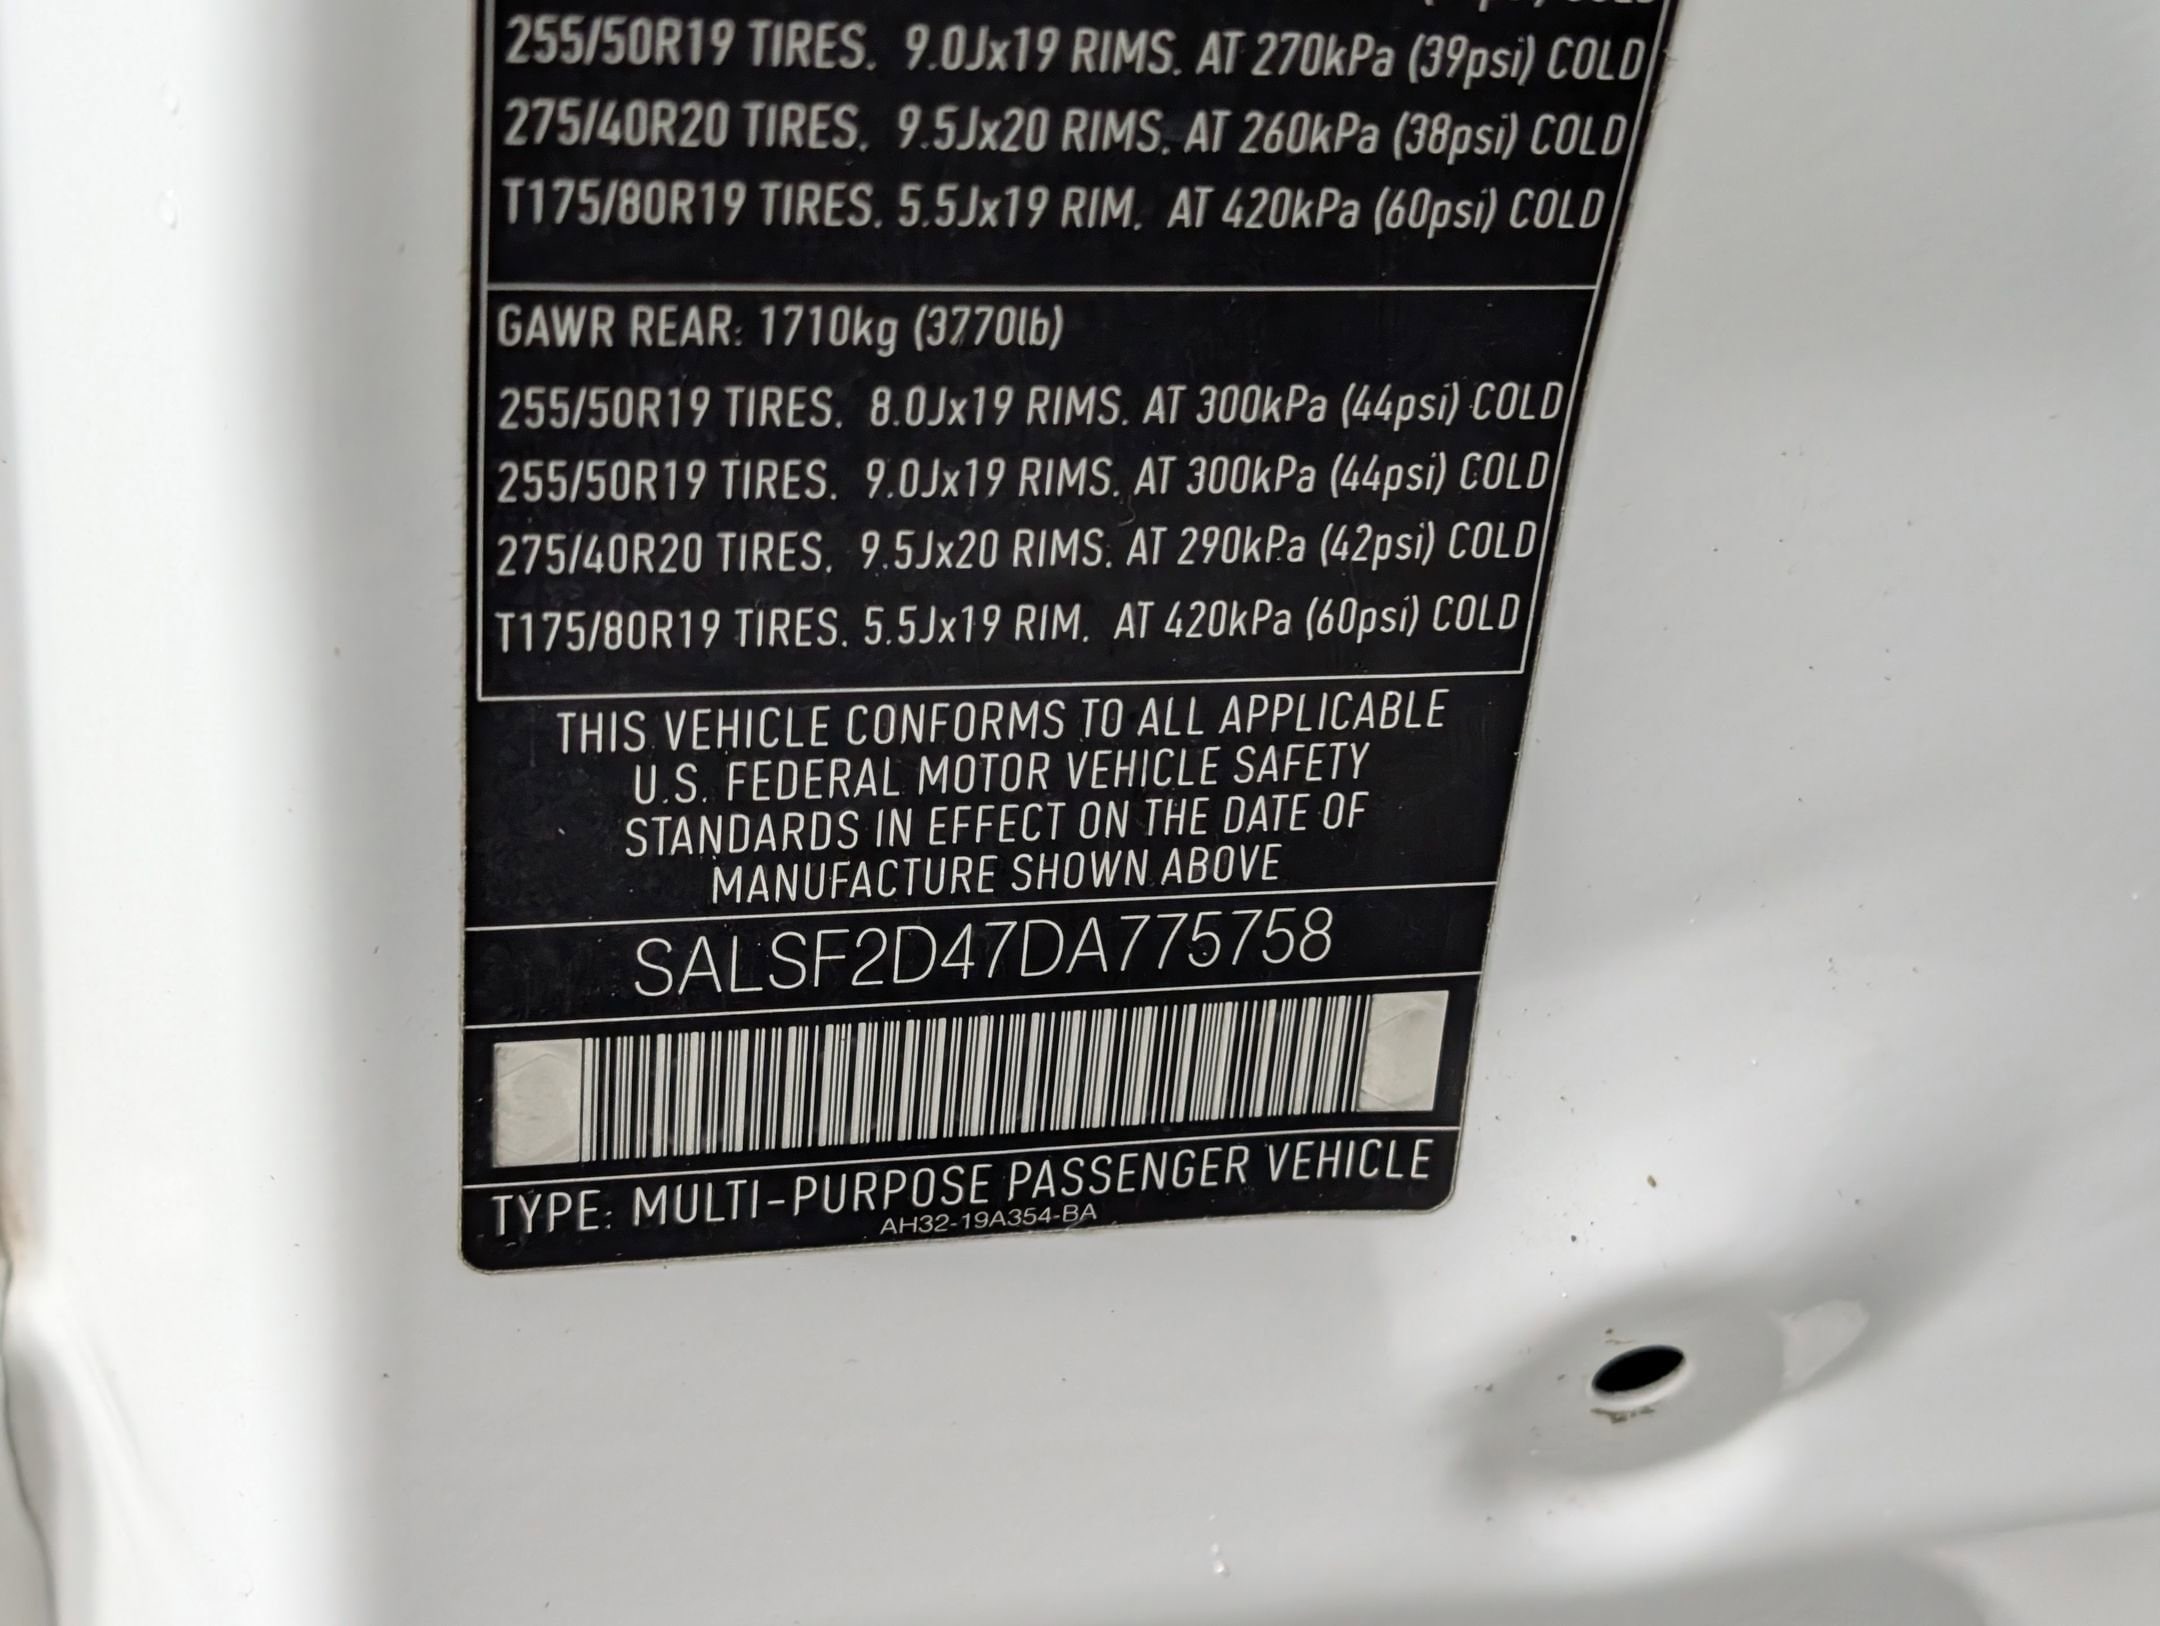 COLD
255/50R19 TIRES. 9.0Jx19 RIMS. AT 270kPa (39psi) COLD
275/40R20 TIRES. 9.5Jx20 RIMS. AT 260kPa (38psi) COLD
T175/80R19 TIRES. 5.5Jx19 RIM. AT 420kPa (60psi) COLD
GAWR REAR: 1710kg (3770lb)
255/50R19 TIRES. 8.0Jx19 RIMS. AT 300kPa (44psi) COLD
255/50R19 TIRES. 9.0Jx19 RIMS. AT 300kPa (44psi) COLD
275/40R20 TIRES. 9.5Jx20 RIMS. AT 290kPa (42psi) COLD
T175/80R19 TIRES. 5.5Jx19 RIM. AT 420kPa (60psi) COLD
THIS VEHICLE CONFORMS TO ALL APPLICABLE
U.S. FEDERAL MOTOR VEHICLE SAFETY
STANDARDS IN EFFECT ON THE DATE OF
MANUFACTURE SHOWN ABOVE
SALSF2D47DA775758
TYPE: MULTI-PURPOSE PASSENGER VEHICLE
AH32-19A354-BA